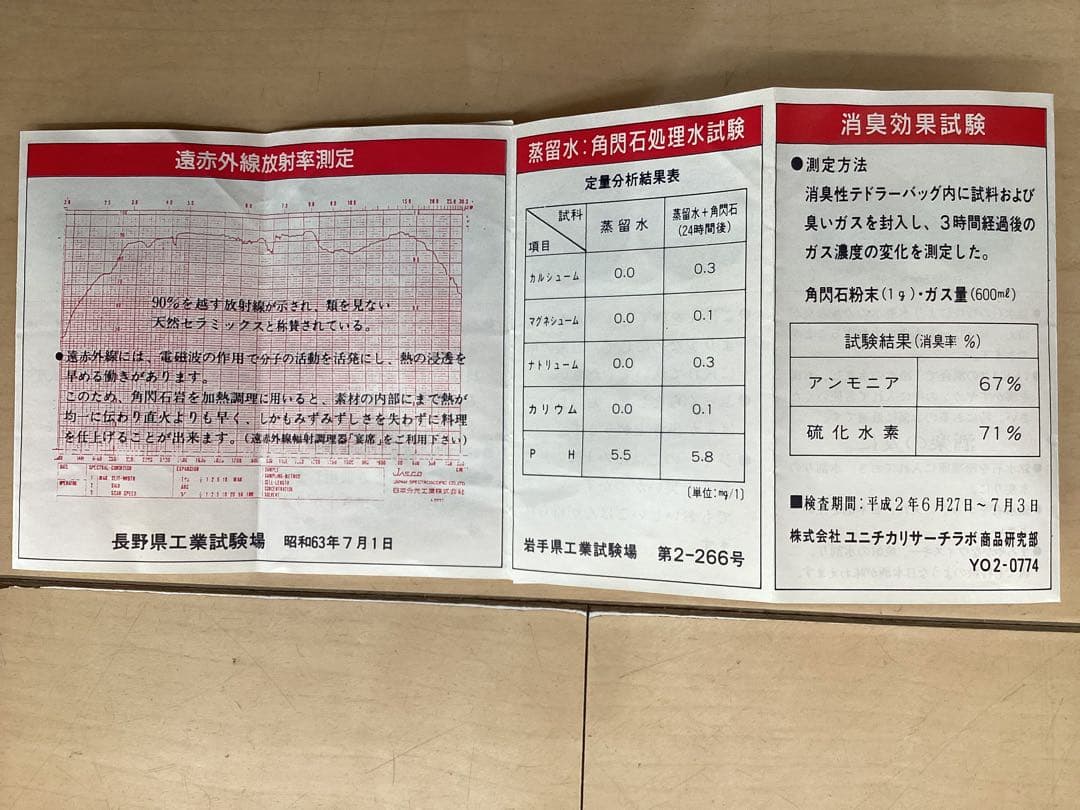 遠赤外線放射率測定
90%を越す放射線が示され、類を見ない
天然セラミックスと称賛されている。
●遠赤外線には、電磁波の作用で分子の活動を活発にし、熱の浸透を
早める働きがあります。
このため、角閃石岩を加熱調理に用いると、素材の内部にまで熱が
均一に伝わり直火よりも早く、しかもみずみずしさを失わずに料理
を仕上げることが出来ます。(遠赤外線輻射調理器「宴席」をご利用下さい)
JASCO
JAPAN SPECTROSCOPIC CO.,LTD.
日本分光工業株式会社
長野県工業試験場 昭和63年7月1日
蒸留水:角閃石処理水試験
定量分析結果表
試料 項目 蒸留水 蒸留水+角閃石(24時間後)
カルシューム 0.0 0.3
マグネシューム 0.0 0.1
ナトリューム 0.0 0.3
カリウム 0.0 0.1
PH 5.5 5.8
〔単位:mg/l〕
岩手県工業試験場 第2-266号
消臭効果試験
●測定方法
消臭性テドラーバッグ内に試料および
臭いガスを封入し、3時間経過後の
ガス濃度の変化を測定した。
角閃石粉末(1g)・ガス量(600mℓ)
試験結果(消臭率 %)
アンモニア 67%
硫化水素 71%
■検査期間:平成2年6月27日~7月3日
株式会社 ユニチカリサーチラボ 商品研究部
YO2-0774